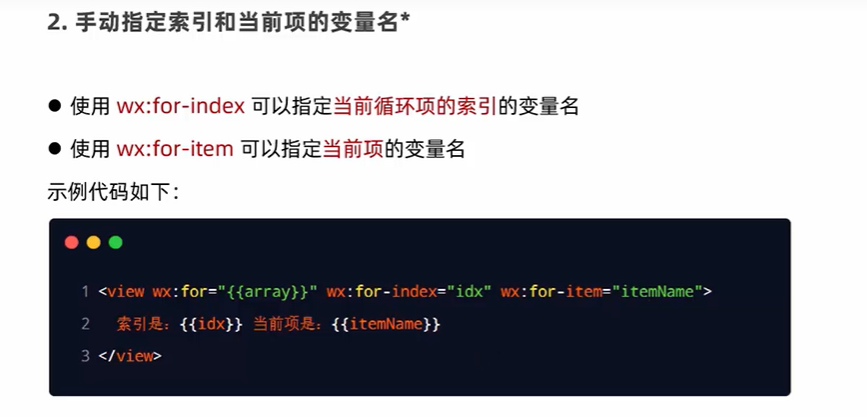 2. 手动指定索引和当前项的变量名*
● 使用 wx:for-index 可以指定当前循环项的索引的变量名
● 使用 wx:for-item 可以指定当前项的变量名
示例代码如下：
1 <view wx:for="{{array}}" wx:for-index="idx" wx:for-item="itemName">
2   索引是：{{idx}} 当前项是：{{itemName}}
3 </view>